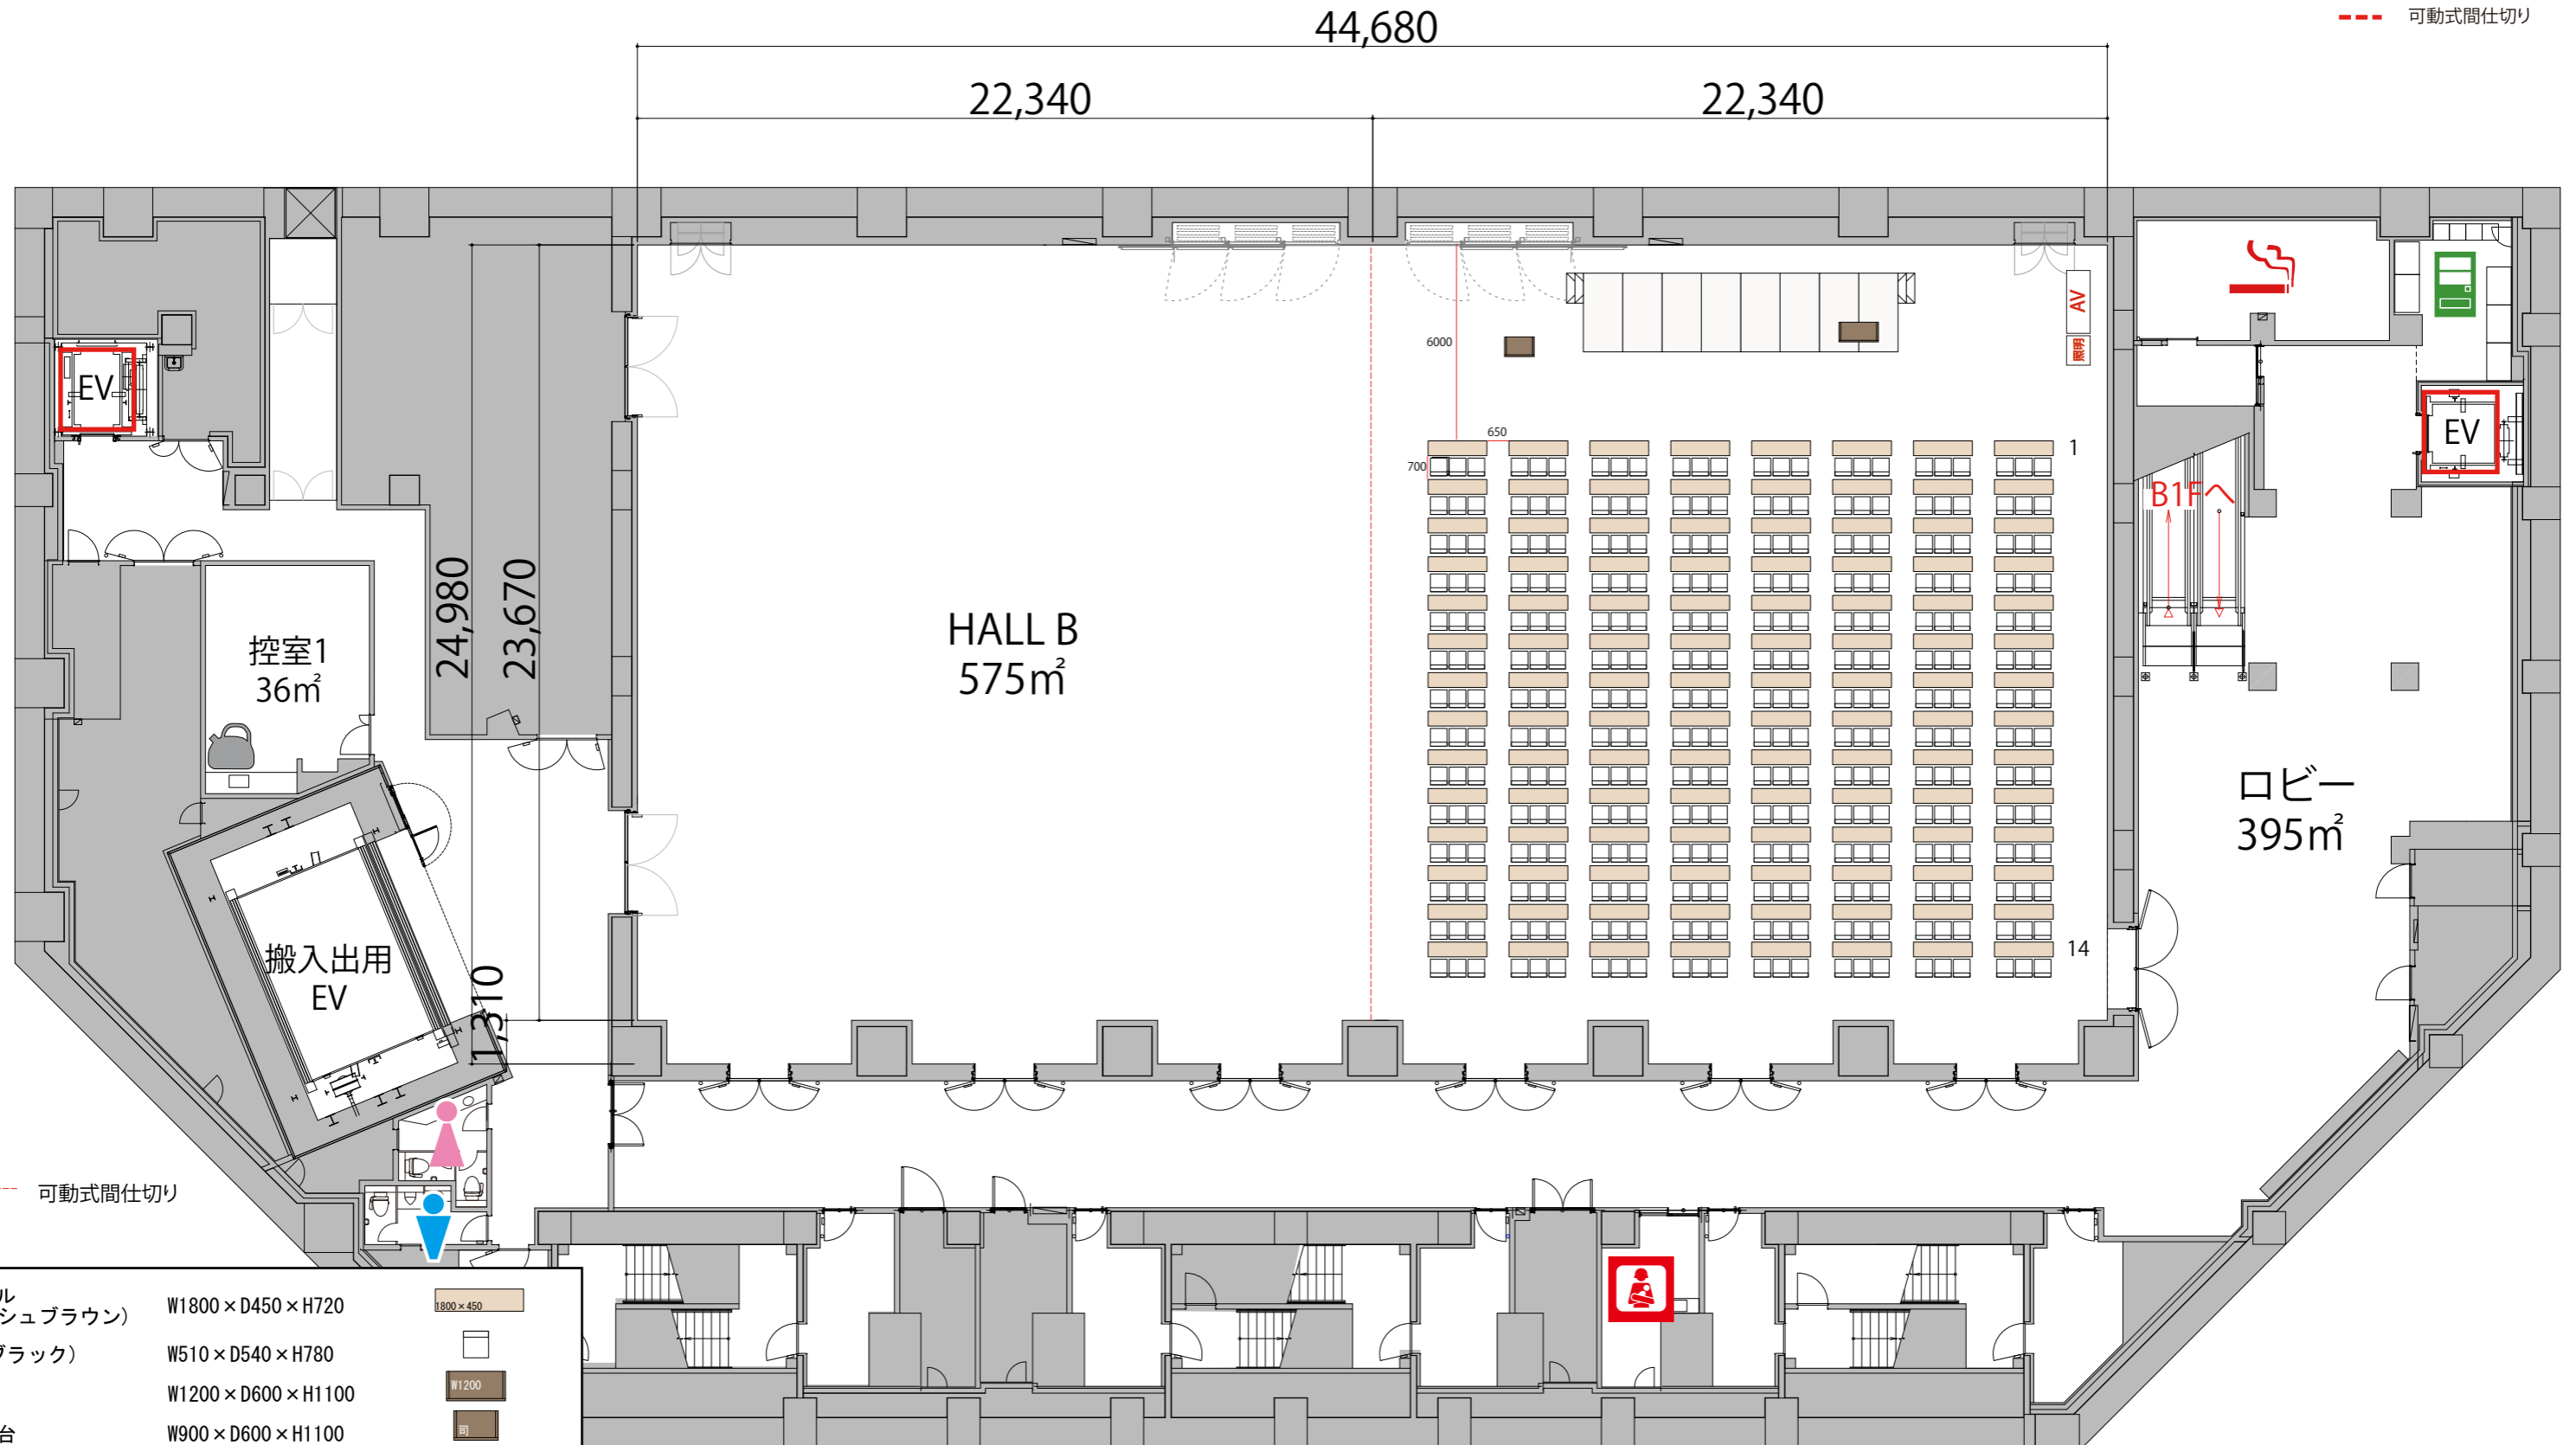 44,680
可動式間仕切り
22,340
22,340
AV
照明
6000
EV
EV
650
1
700
B1Fへ
24,980
23,670
HALL B
575㎡
控室1
36㎡
ロビー
395㎡
14
搬入出用
EV
1,310
可動式間仕切り
ル
シュブラウン)
W1800×D450×H720
1800×450
ブラック)
W510×D540×H780
W1200×D600×H1100
W1200
台
W900×D600×H1100
司